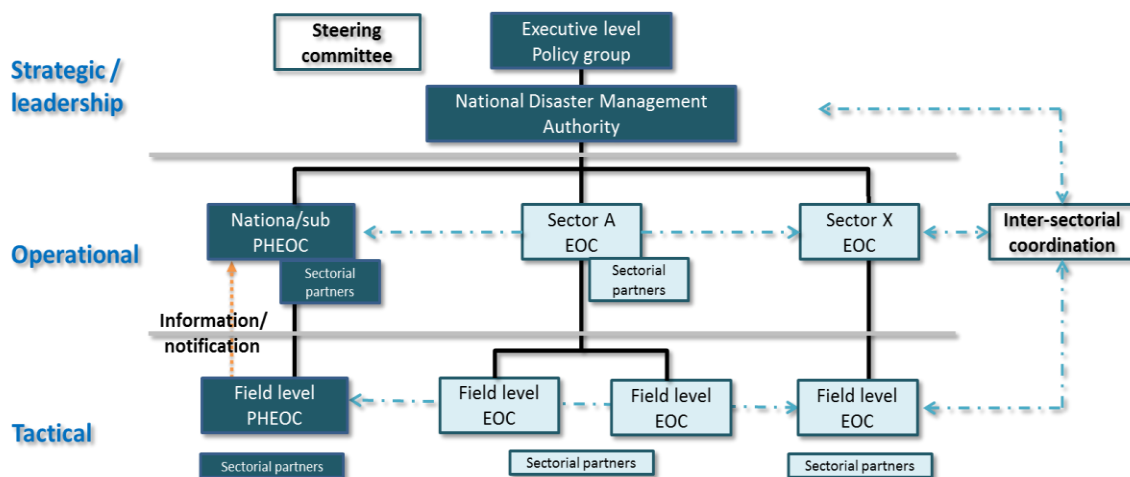 Steering
committee
Executive level
Policy group
Strategic /
leadership
National Disaster Management
Authority
Nationa/sub
PHEOC
Sector A
EOC
Sector X
EOC
Inter-sectorial
coordination
Operational
Sectorial
partners
Sectorial
partners
Information/
notification
Field level
PHEOC
Field level
EOC
Field level
EOC
Field level
EOC
Tactical
Sectorial partners
Sectorial partners
Sectorial partners